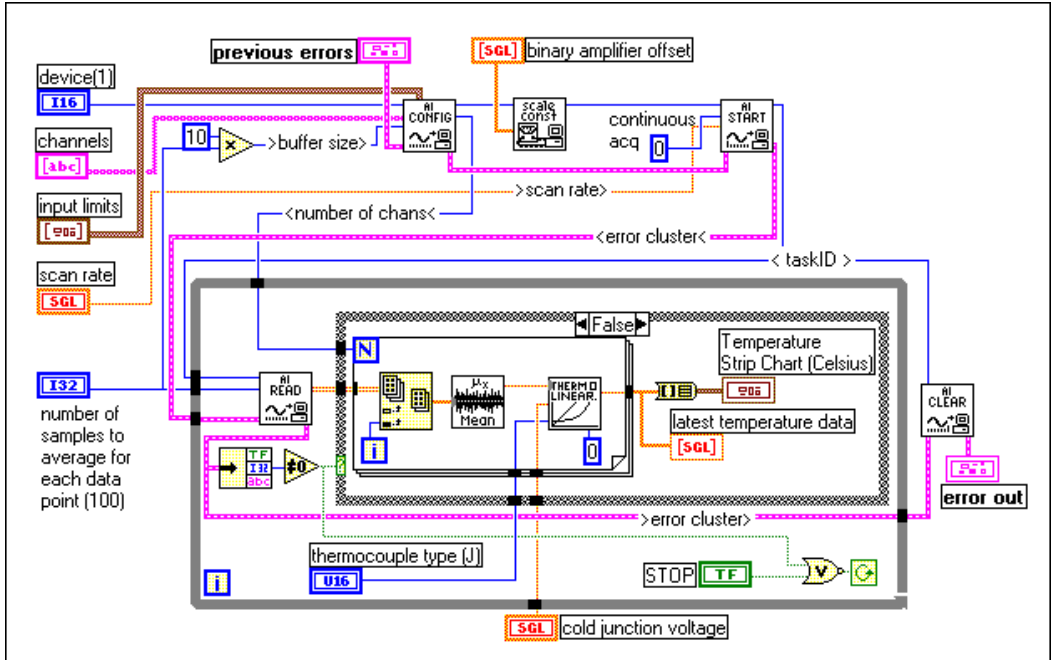 previous errors
[SGL]
binary amplifier offset
device(1)
I16
AI
CONFIG
scale
const
AI
START
channels
[abc]
10
x
>buffer size>
continuous
acq
0
>scan rate>
input limits
<number of chans<
<error cluster<
scan rate
SGL
< taskID >
False
N
Temperature
Strip Chart (Celsius)
I32
AI
READ
μx
Mean
THERMO
LINEAR.
AI
CLEAR
number of
samples to
average for
each data
point (100)
i
0
latest temperature data
[SGL]
TF
I32
abc
≠0
?
error out
>error cluster>
thermocouple type (J)
U16
STOP
TF
V
i
SGL
cold junction voltage